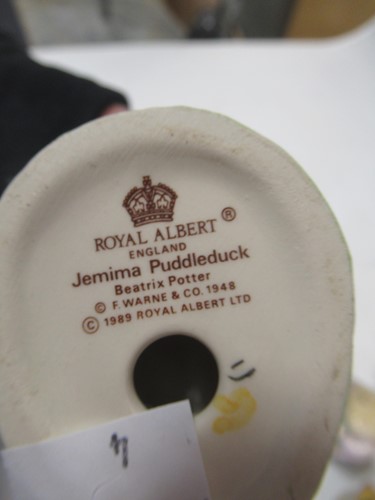 ROYAL ALBERT ®
ENGLAND
Jemima Puddleduck
Beatrix Potter
© F. WARNE & CO. 1948
© 1989 ROYAL ALBERT LTD